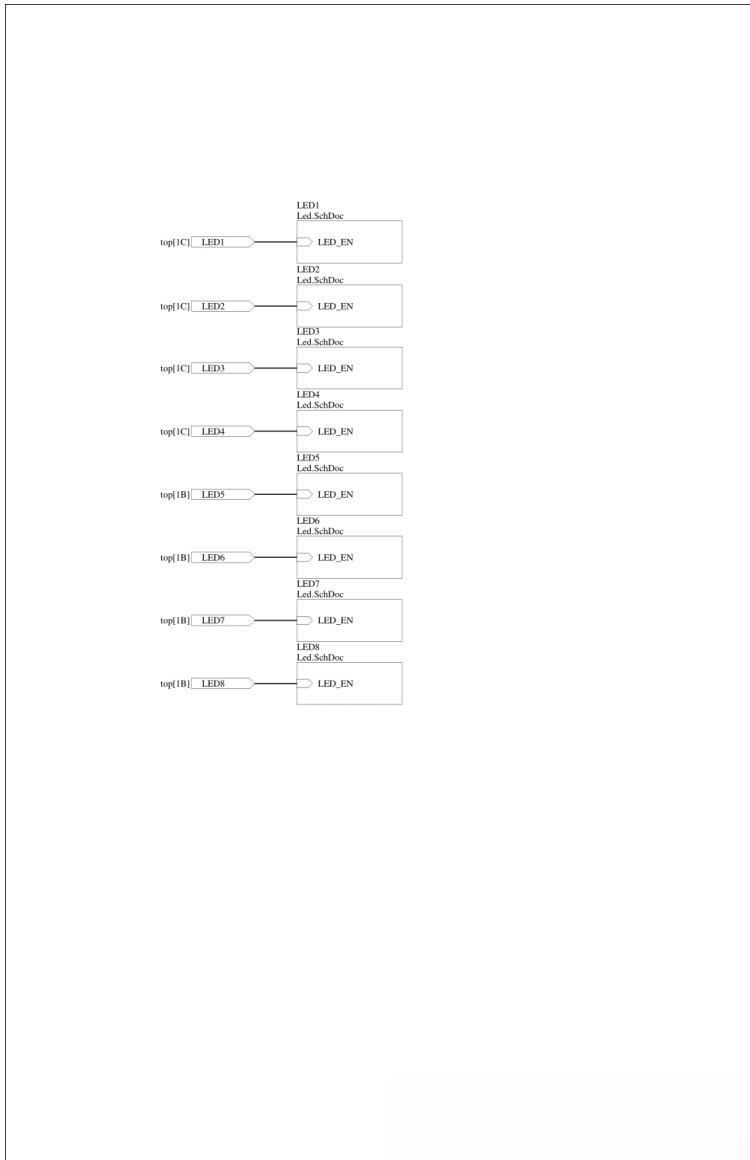 LED1
Led.SchDoc
top[1C] LED1 LED_EN
LED2
Led.SchDoc
top[1C] LED2 LED_EN
LED3
Led.SchDoc
top[1C] LED3 LED_EN
LED4
Led.SchDoc
top[1C] LED4 LED_EN
LED5
Led.SchDoc
top[1B] LED5 LED_EN
LED6
Led.SchDoc
top[1B] LED6 LED_EN
LED7
Led.SchDoc
top[1B] LED7 LED_EN
LED8
Led.SchDoc
top[1B] LED8 LED_EN